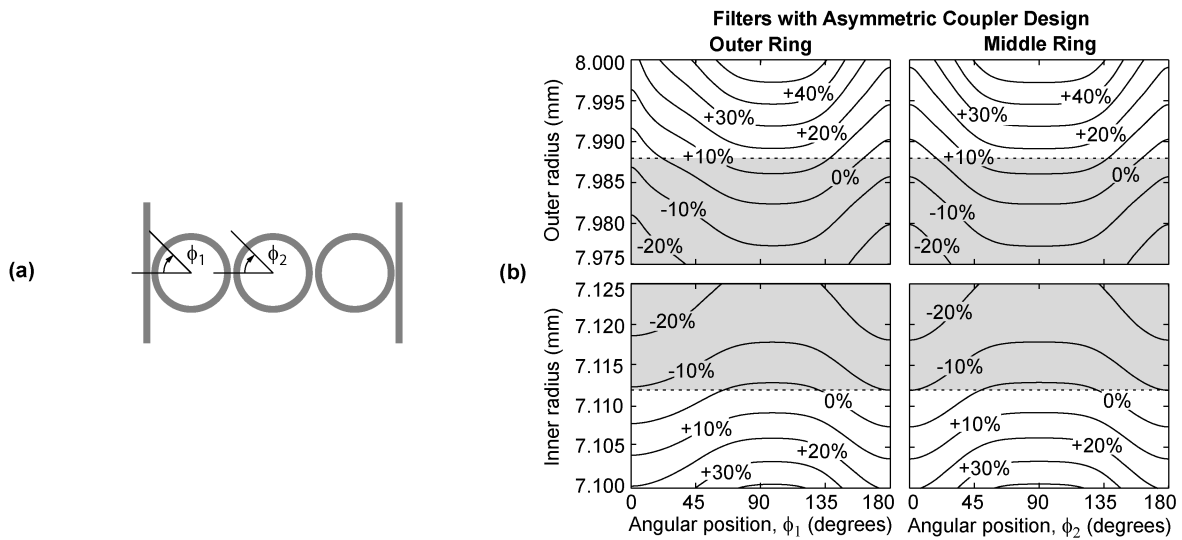 Filters with Asymmetric Coupler Design
Outer Ring
Middle Ring
(a)
ϕ1
ϕ2
(b)
Outer radius (mm)
8.000
7.995
7.990
7.985
7.980
7.975
+40%
+30%
+20%
+10%
0%
-10%
-20%
+40%
+30%
+20%
+10%
0%
-10%
-20%
Inner radius (mm)
7.125
7.120
7.115
7.110
7.105
7.100
-20%
-10%
0%
+10%
+20%
+30%
-20%
-10%
0%
+10%
+20%
+30%
0 45 90 135 180
0 45 90 135 180
Angular position, ϕ1 (degrees)
Angular position, ϕ2 (degrees)